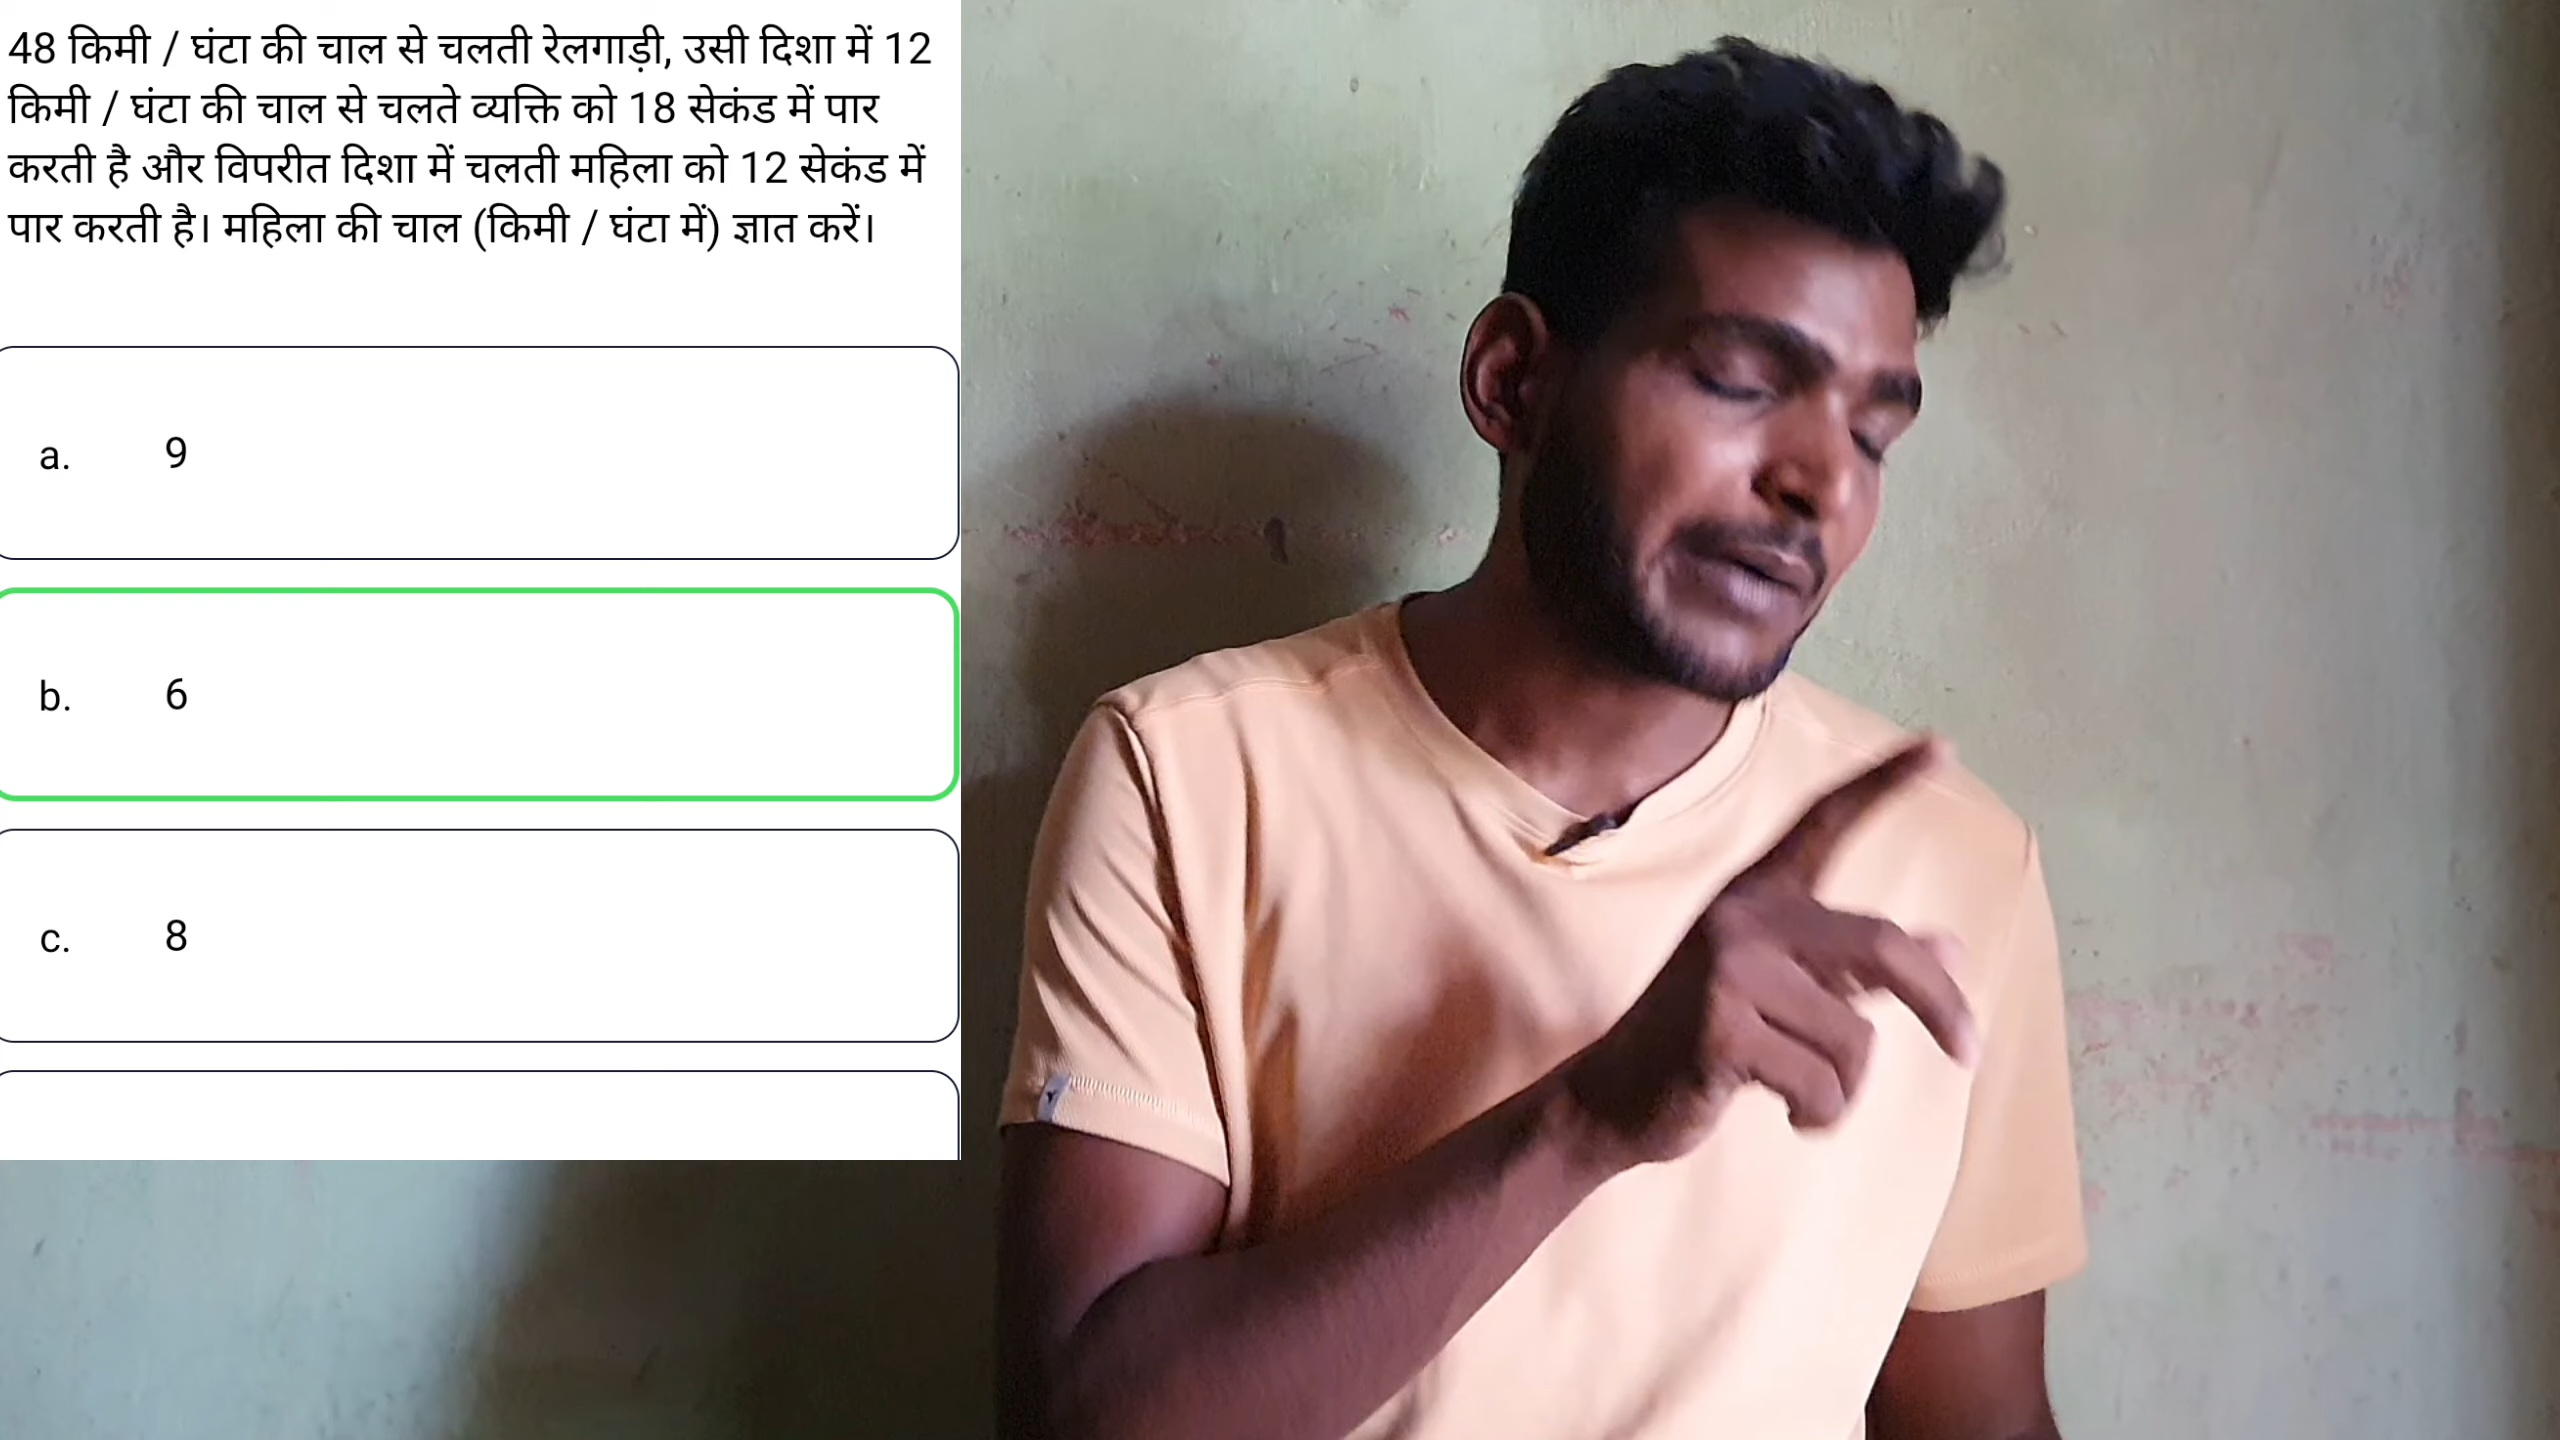 48 किमी / घंटा की चाल से चलती रेलगाड़ी, उसी दिशा में 12
किमी / घंटा की चाल से चलते व्यक्ति को 18 सेकंड में पार
करती है और विपरीत दिशा में चलती महिला को 12 सेकंड में
पार करती है। महिला की चाल (किमी / घंटा में) ज्ञात करें।
a. 9
b. 6
c. 8